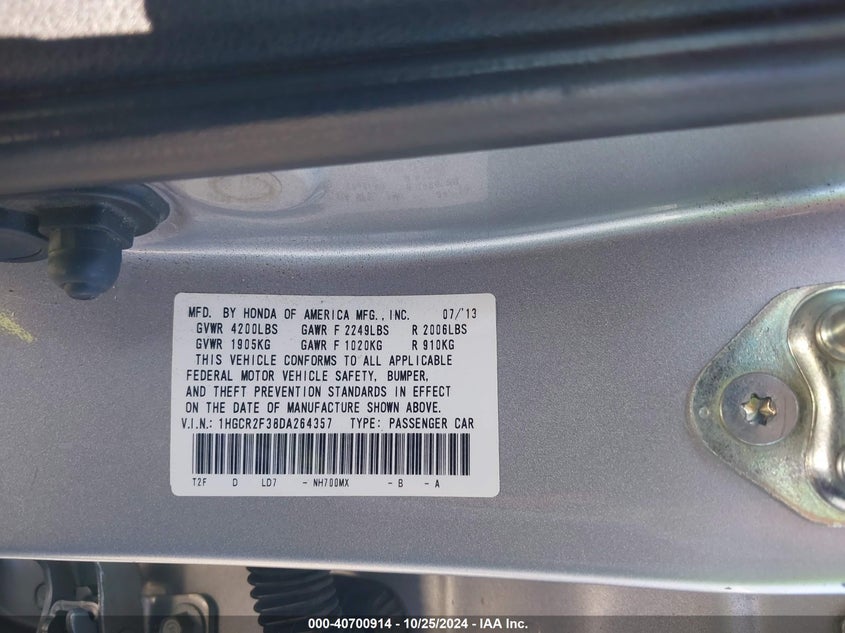 MFD. BY HONDA OF AMERICA MFG., INC. 07/'13
GVWR 4200LBS GAWR F 2249LBS R 2006LBS
GVWR 1905KG GAWR F 1020KG R 910KG
THIS VEHICLE CONFORMS TO ALL APPLICABLE
FEDERAL MOTOR VEHICLE SAFETY, BUMPER,
AND THEFT PREVENTION STANDARDS IN EFFECT
ON THE DATE OF MANUFACTURE SHOWN ABOVE.
V.I.N.: 1HGCR2F38DA264357 TYPE: PASSENGER CAR
T2F D LD7 - NH700MX - B - A
000-40700914 - 10/25/2024 - IAA Inc.